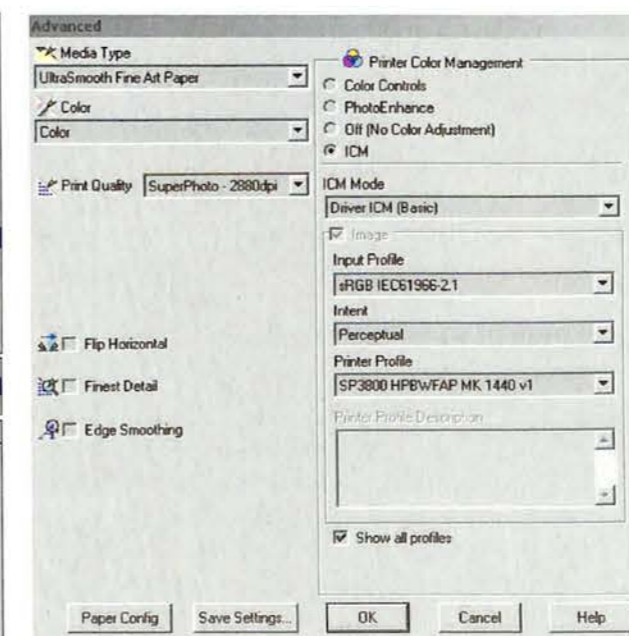 Advanced
Media Type
UltraSmooth Fine Art Paper
Color
Color
Print Quality SuperPhoto - 2880dpi
Flip Horizontal
Finest Detail
Edge Smoothing
Printer Color Management
Color Controls
PhotoEnhance
Off (No Color Adjustment)
ICM
ICM Mode
Driver ICM (Basic)
Image
Input Profile
sRGB IEC61966-2.1
Intent
Perceptual
Printer Profile
SP3800 HPBWFAP MK 1440 v1
Printer Profile Description
Show all profiles
Paper Config Save Settings... OK Cancel Help